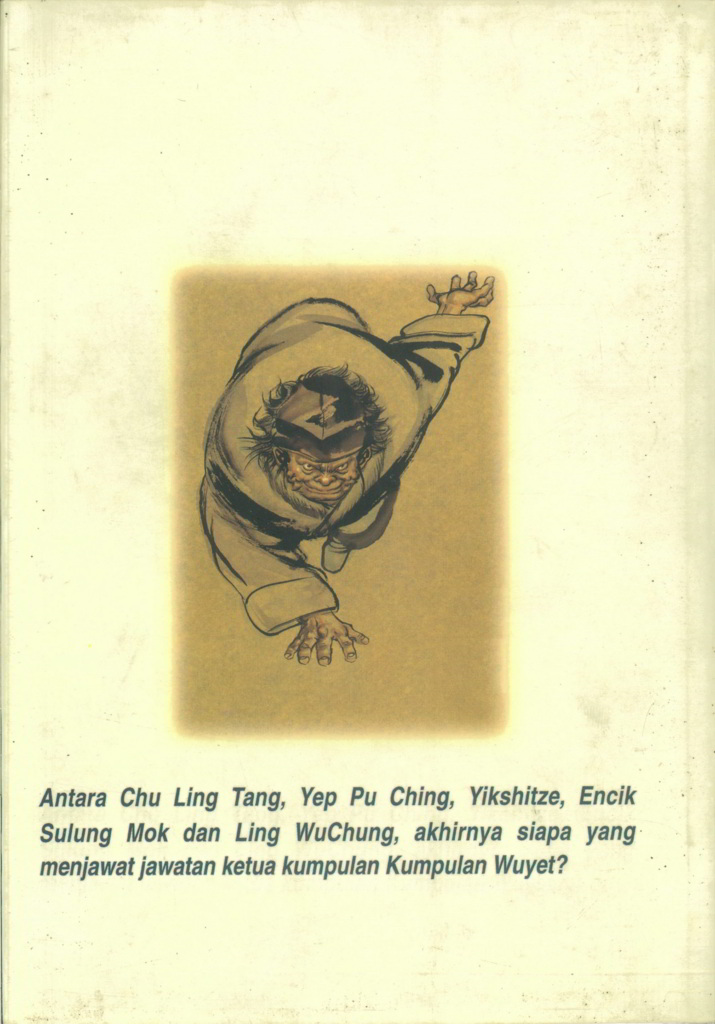 Antara Chu Ling Tang, Yep Pu Ching, Yikshitze, Encik
Sulung Mok dan Ling WuChung, akhirnya siapa yang
menjawat jawatan ketua kumpulan Kumpulan Wuyet?